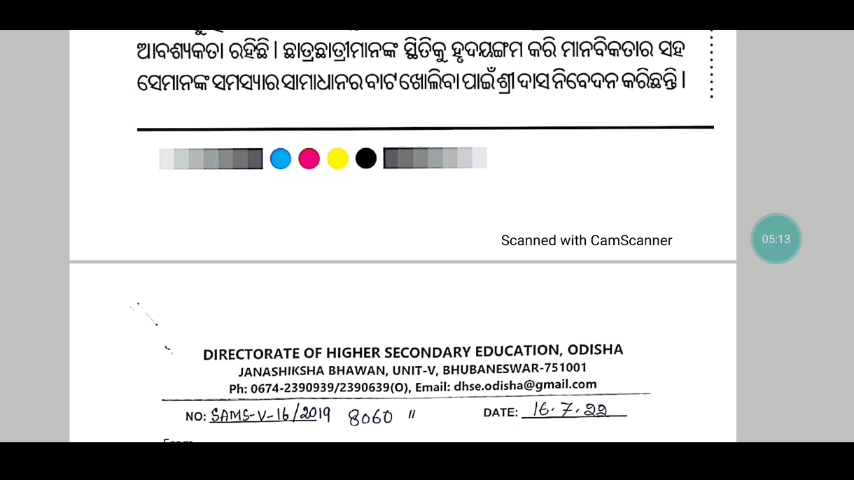 ଆବଶ୍ୟକତା ରହିଛି । ଛାତ୍ରଛାତ୍ରୀମାନଙ୍କ ସ୍ଥିତିକୁ ହୃଦୟଙ୍ଗମ କରି ମାନବିକତାର ସହ
ସେମାନଙ୍କ ସମସ୍ୟାର ସାମାଧାନର ବାଟ ଖୋଲିବା ପାଇଁ ଶ୍ରୀ ଦାସ ନିବେଦନ କରିଛନ୍ତି ।
Scanned with CamScanner
05:13
DIRECTORATE OF HIGHER SECONDARY EDUCATION, ODISHA
JANASHIKSHA BHAWAN, UNIT-V, BHUBANESWAR-751001
Ph: 0674-2390939/2390639(O), Email: dhse.odisha@gmail.com
NO: SAMS-V-16/2019 8060 // DATE: 16.7.22